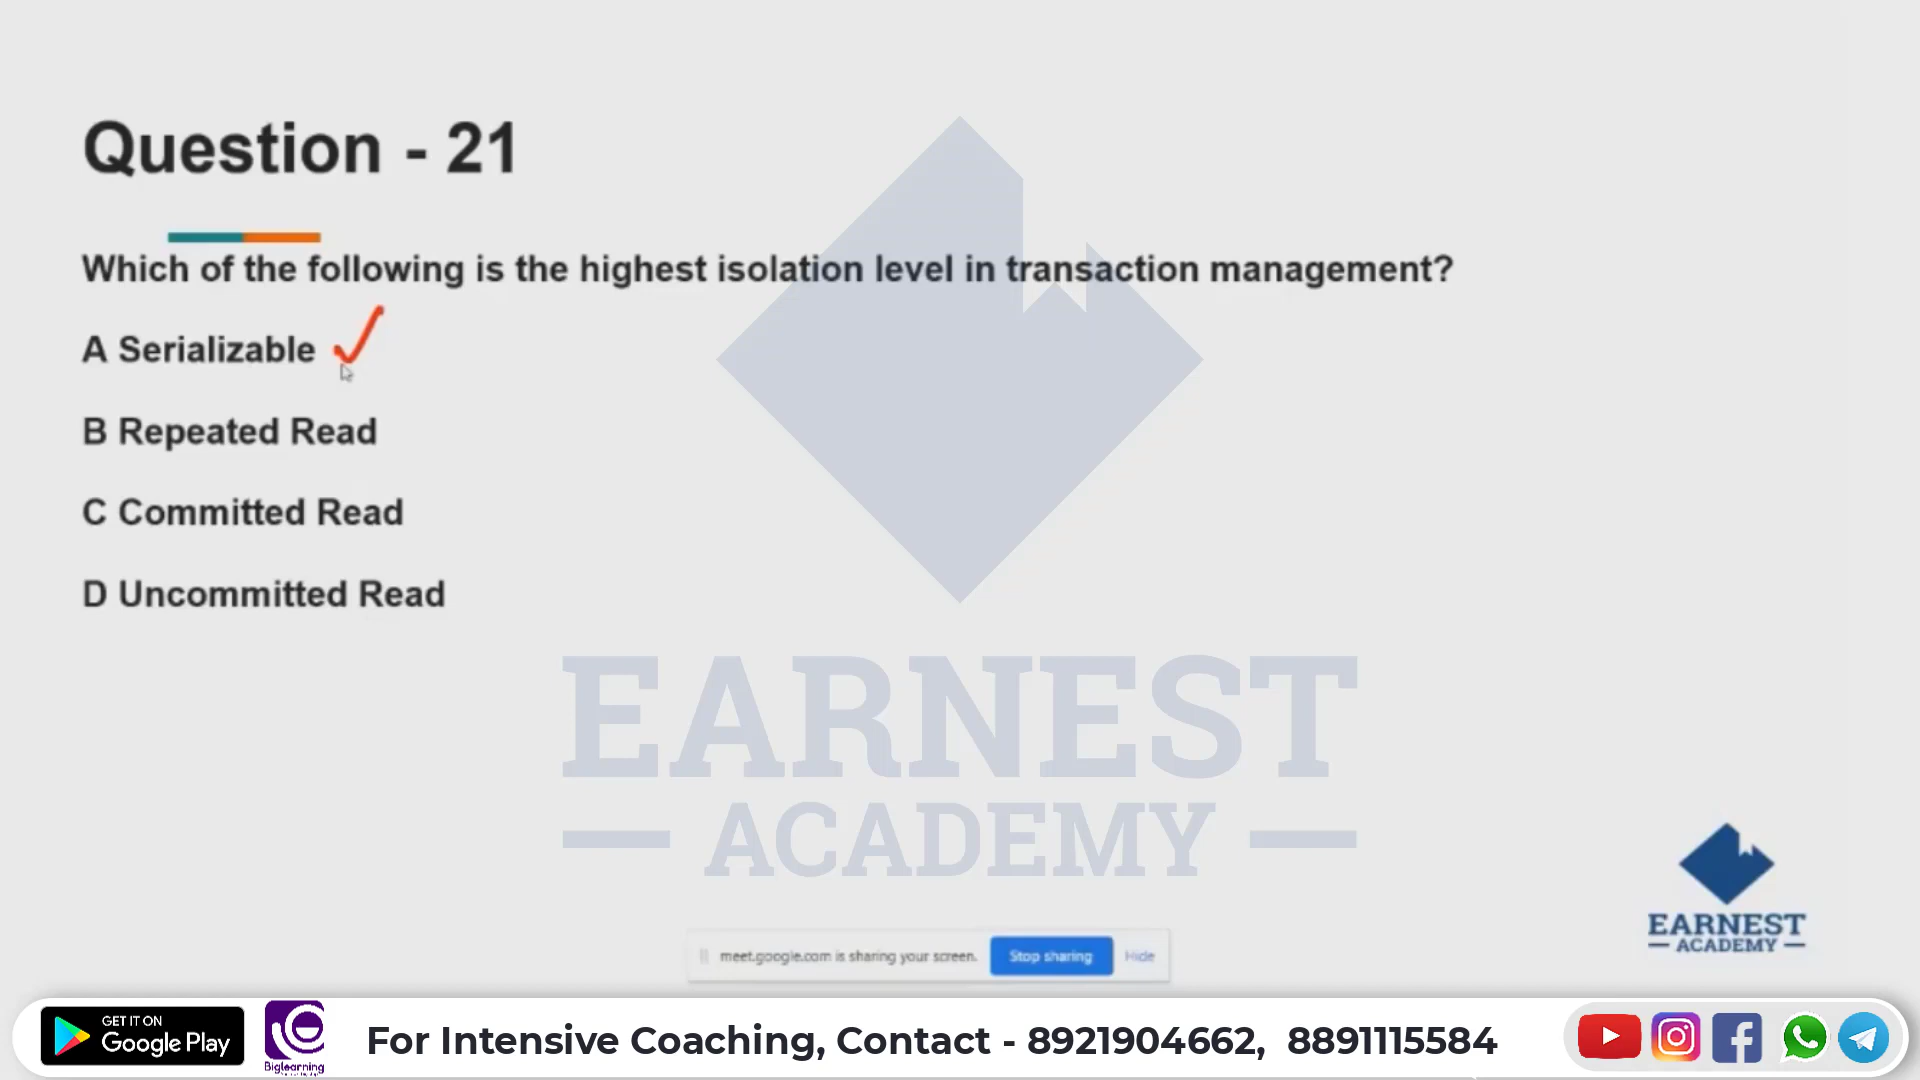 Question - 21
Which of the following is the highest isolation level in transaction management?
A Serializable
B Repeated Read
C Committed Read
D Uncommitted Read
EARNEST
ACADEMY
EARNEST
ACADEMY
meet.google.com is sharing your screen. Stop sharing Hide
GET IT ON
Google Play
Biglearning
For Intensive Coaching, Contact - 8921904662, 8891115584